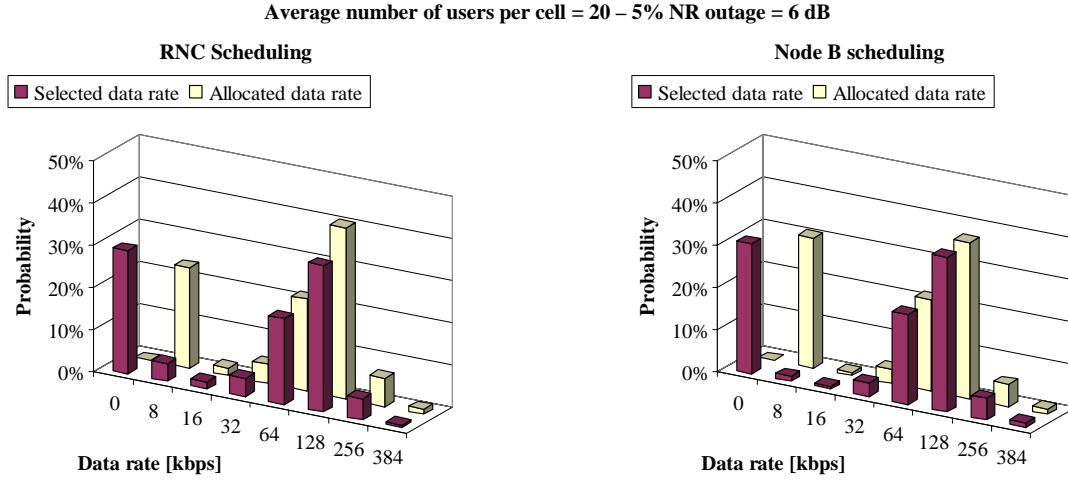 Average number of users per cell = 20 – 5% NR outage = 6 dB
RNC Scheduling
Selected data rate
Allocated data rate
50%
40%
30%
20%
10%
0%
Probability
0
8
16
32
64
128
256
384
Data rate [kbps]
Node B scheduling
Selected data rate
Allocated data rate
50%
40%
30%
20%
10%
0%
Probability
0
8
16
32
64
128
256
384
Data rate [kbps]